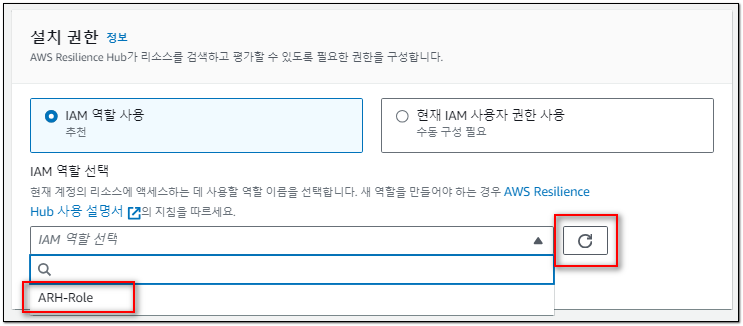 설치 권한 정보
AWS Resilience Hub가 리소스를 검색하고 평가할 수 있도록 필요한 권한을 구성합니다.
IAM 역할 사용
추천
현재 IAM 사용자 권한 사용
수동 구성 필요
IAM 역할 선택
현재 계정의 리소스에 액세스하는 데 사용할 역할 이름을 선택합니다. 새 역할을 만들어야 하는 경우 AWS Resilience
Hub 사용 설명서의 지침을 따르세요.
IAM 역할 선택
ARH-Role